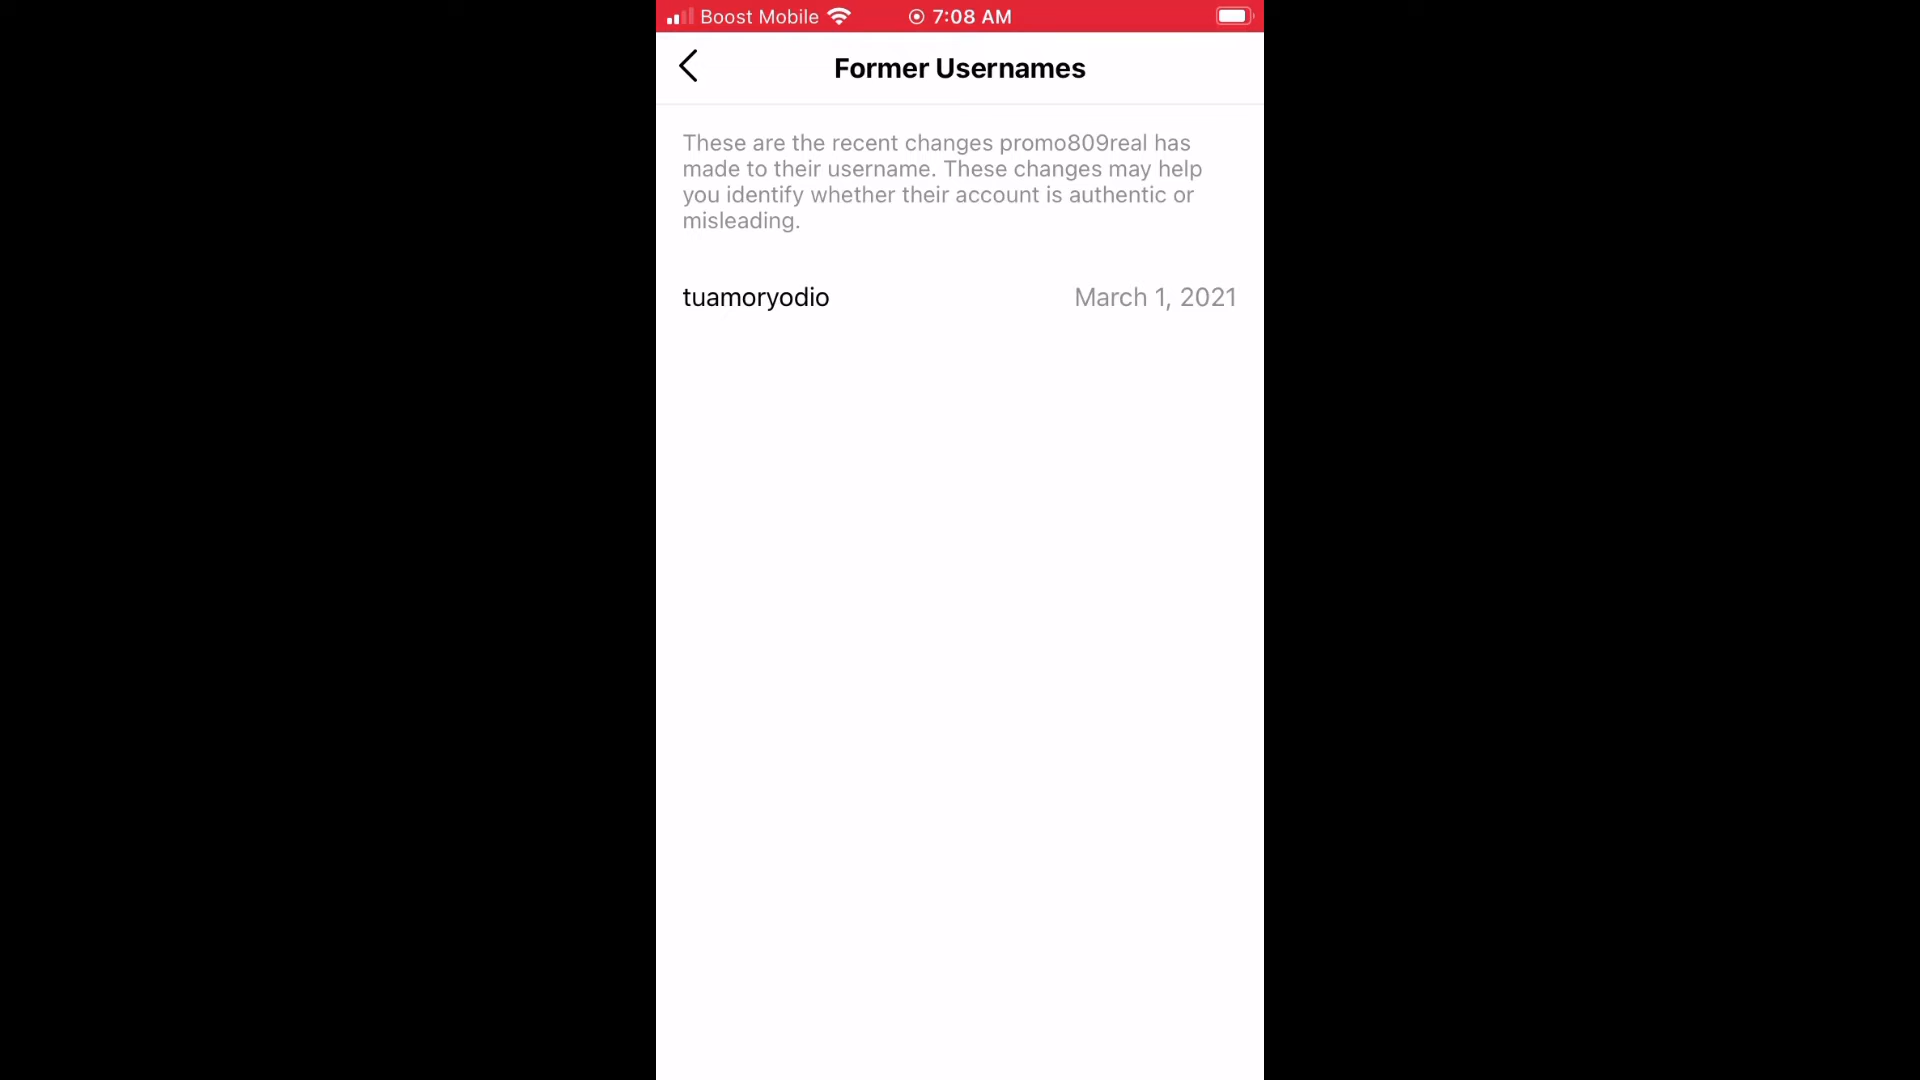 Boost Mobile 7:08 AM
Former Usernames
These are the recent changes promo809real has
made to their username. These changes may help
you identify whether their account is authentic or
misleading.
tuamoryodio March 1, 2021